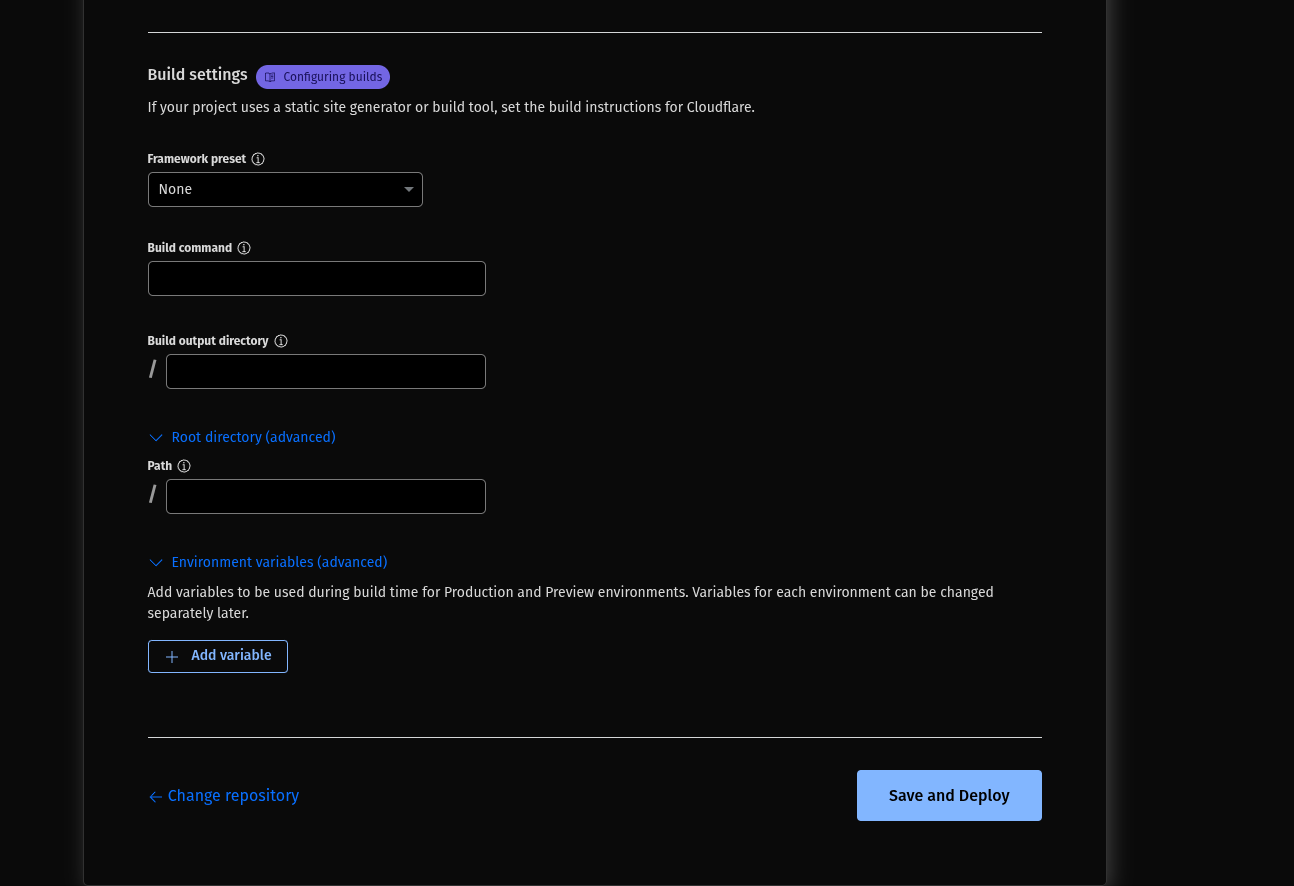 Build settings Configuring builds
If your project uses a static site generator or build tool, set the build instructions for Cloudflare.
Framework preset
None
Build command
Build output directory
/
Root directory (advanced)
Path
/
Environment variables (advanced)
Add variables to be used during build time for Production and Preview environments. Variables for each environment can be changed
separately later.
+ Add variable
← Change repository
Save and Deploy